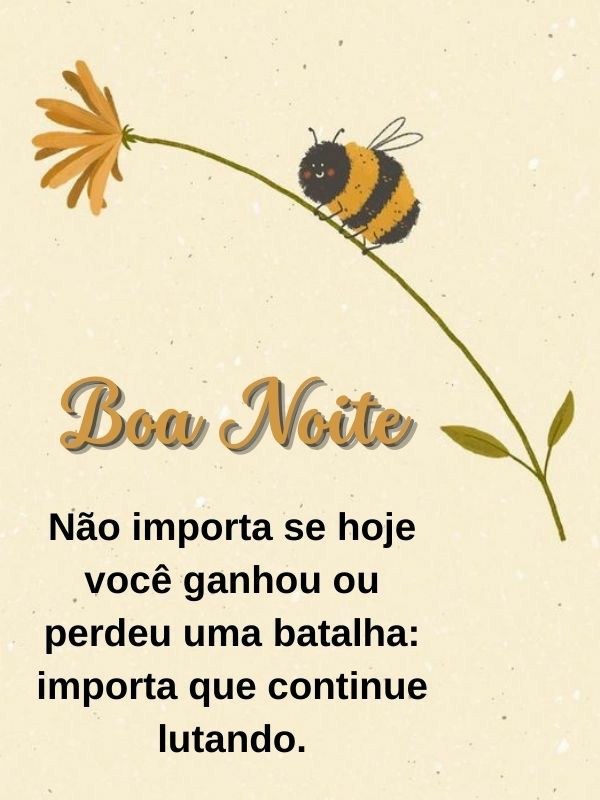 Boa Noite
Não importa se hoje
você ganhou ou
perdeu uma batalha:
importa que continue
lutando.